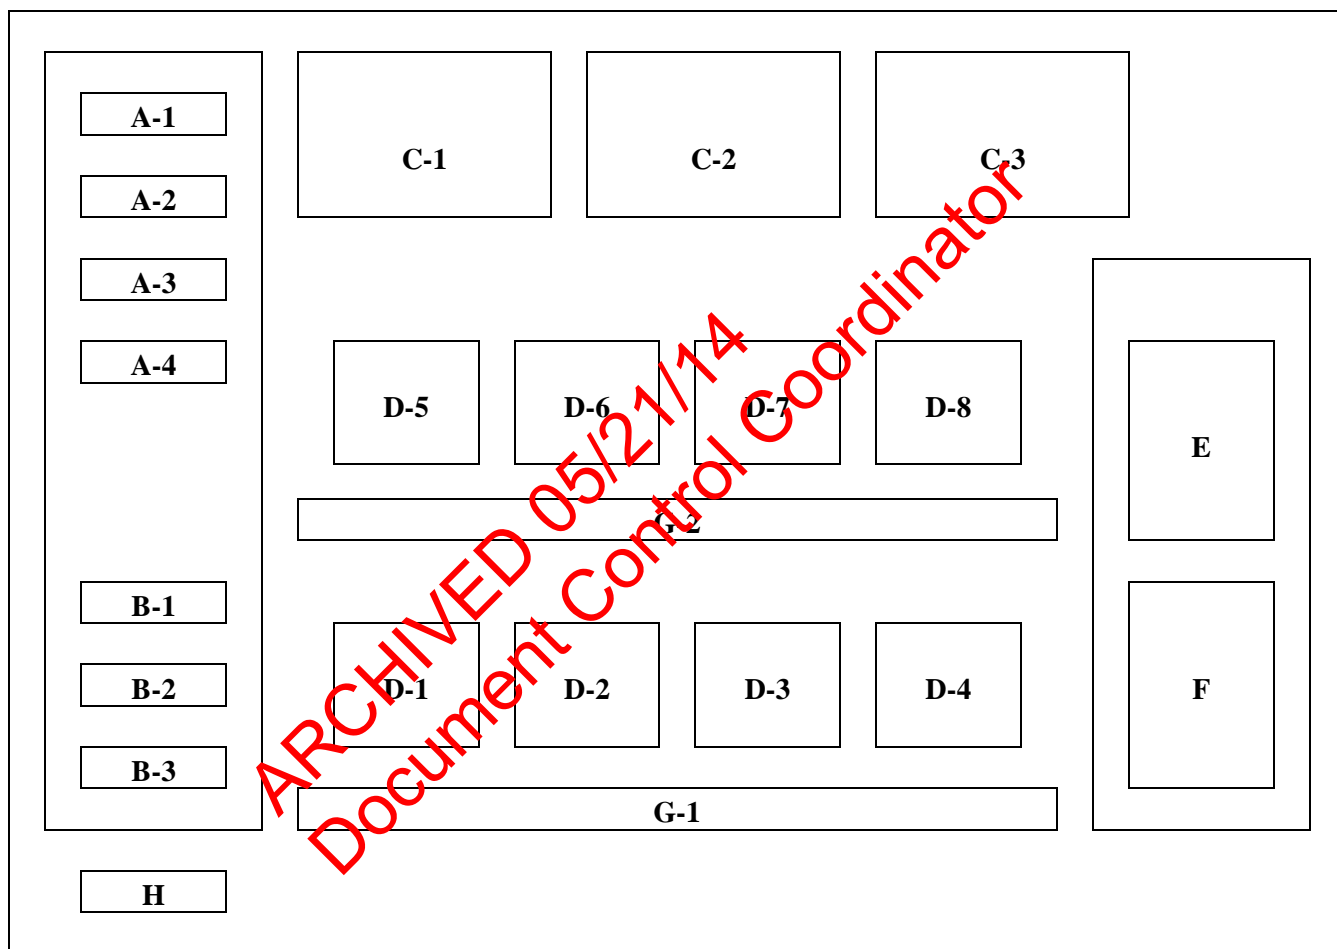 A-1
A-2
A-3
A-4
B-1
B-2
B-3
H
C-1
C-2
C-3
D-5
D-6
D-7
D-8
G-2
D-1
D-2
D-3
D-4
G-1
E
F
ARCHIVED 05/21/14
Document Control Coordinator